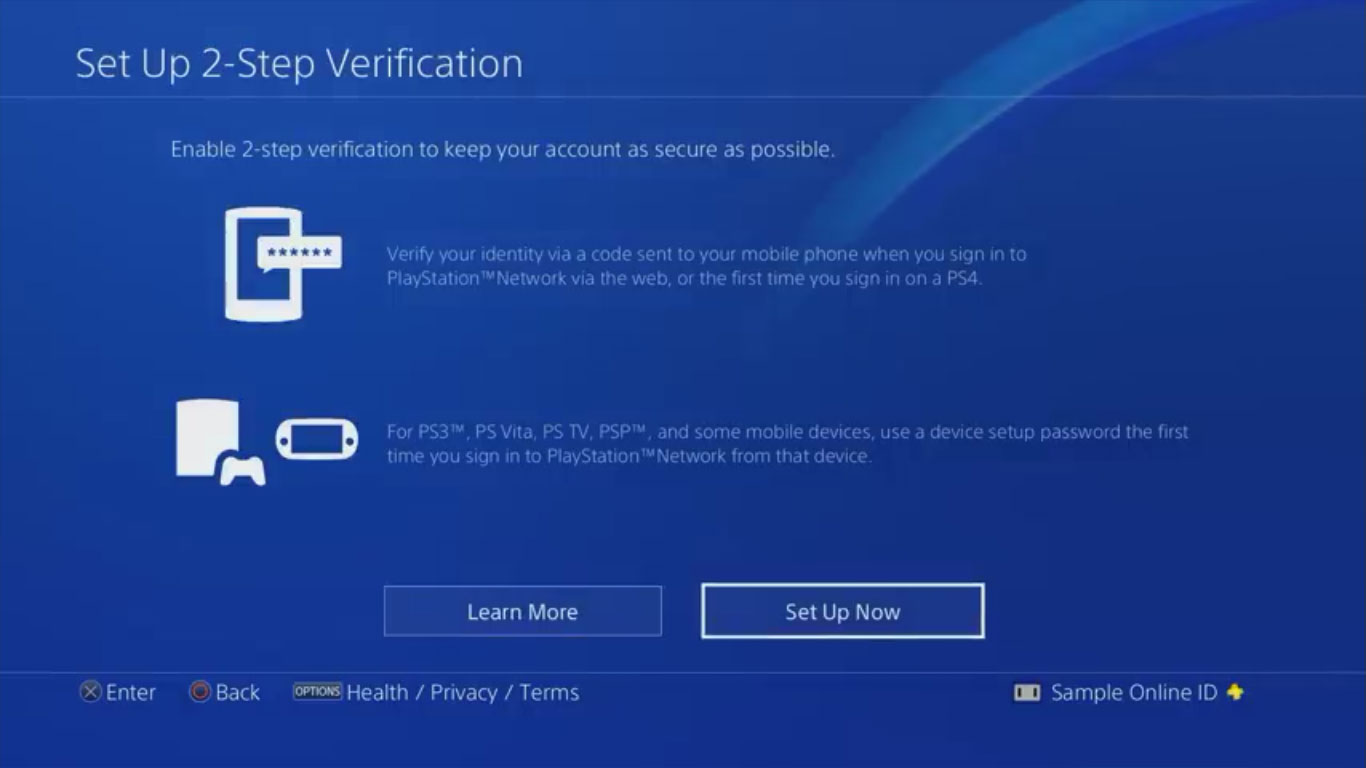 Set Up 2-Step Verification
Enable 2-step verification to keep your account as secure as possible.
******
Verify your identity via a code sent to your mobile phone when you sign in to
PlayStation™Network via the web, or the first time you sign in on a PS4.
For PS3™, PS Vita, PS TV, PSP™, and some mobile devices, use a device setup password the first
time you sign in to PlayStation™Network from that device.
Learn More
Set Up Now
Enter
Back
OPTIONS Health / Privacy / Terms
Sample Online ID